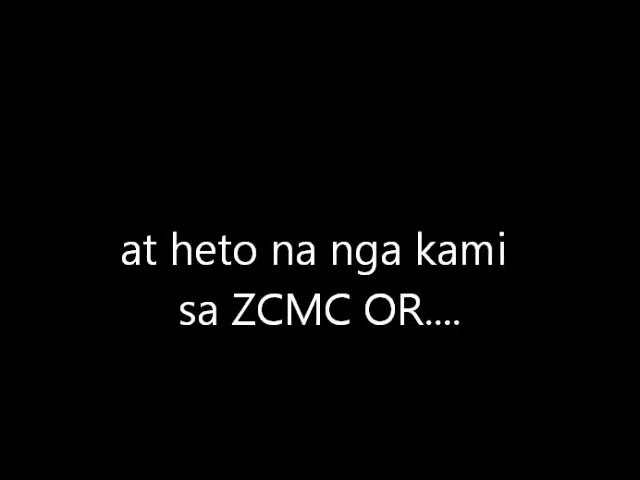 at heto na nga kami
sa ZCMC OR....